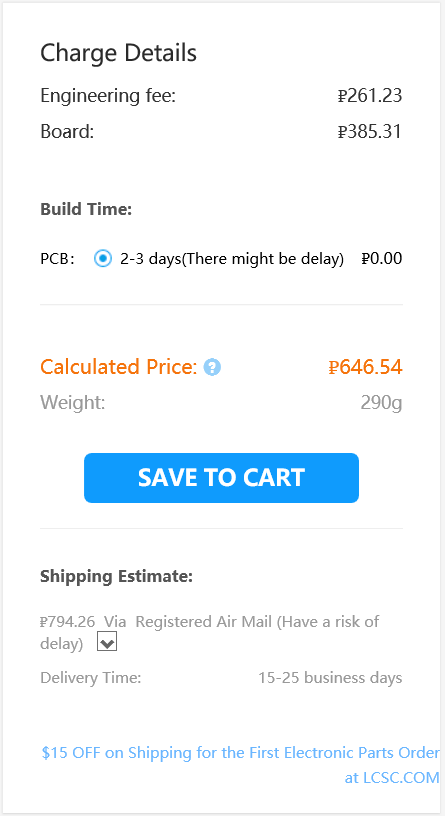 Charge Details
Engineering fee: ₽261.23
Board: ₽385.31
Build Time:
PCB: 2-3 days(There might be delay) ₽0.00
Calculated Price: ? ₽646.54
Weight: 290g
SAVE TO CART
Shipping Estimate:
₽794.26 Via Registered Air Mail (Have a risk of
delay)
Delivery Time: 15-25 business days
$15 OFF on Shipping for the First Electronic Parts Order
at LCSC.COM